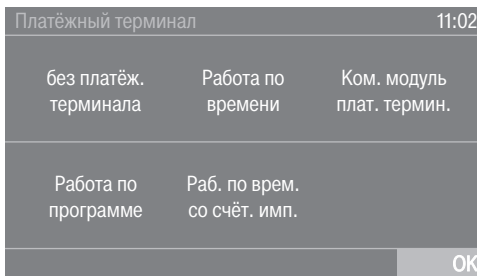 Платёжный терминал 11:02
без платёж. Работа по Ком. модуль
терминала времени плат. термин.
Работа по Раб. по врем.
программе со счёт. имп.
OK